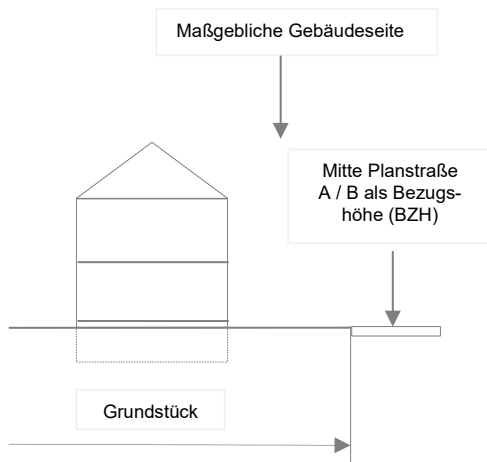 Maßgebliche Gebäudeseite
Mitte Planstraße
A / B als Bezugs-
höhe (BZH)
Grundstück